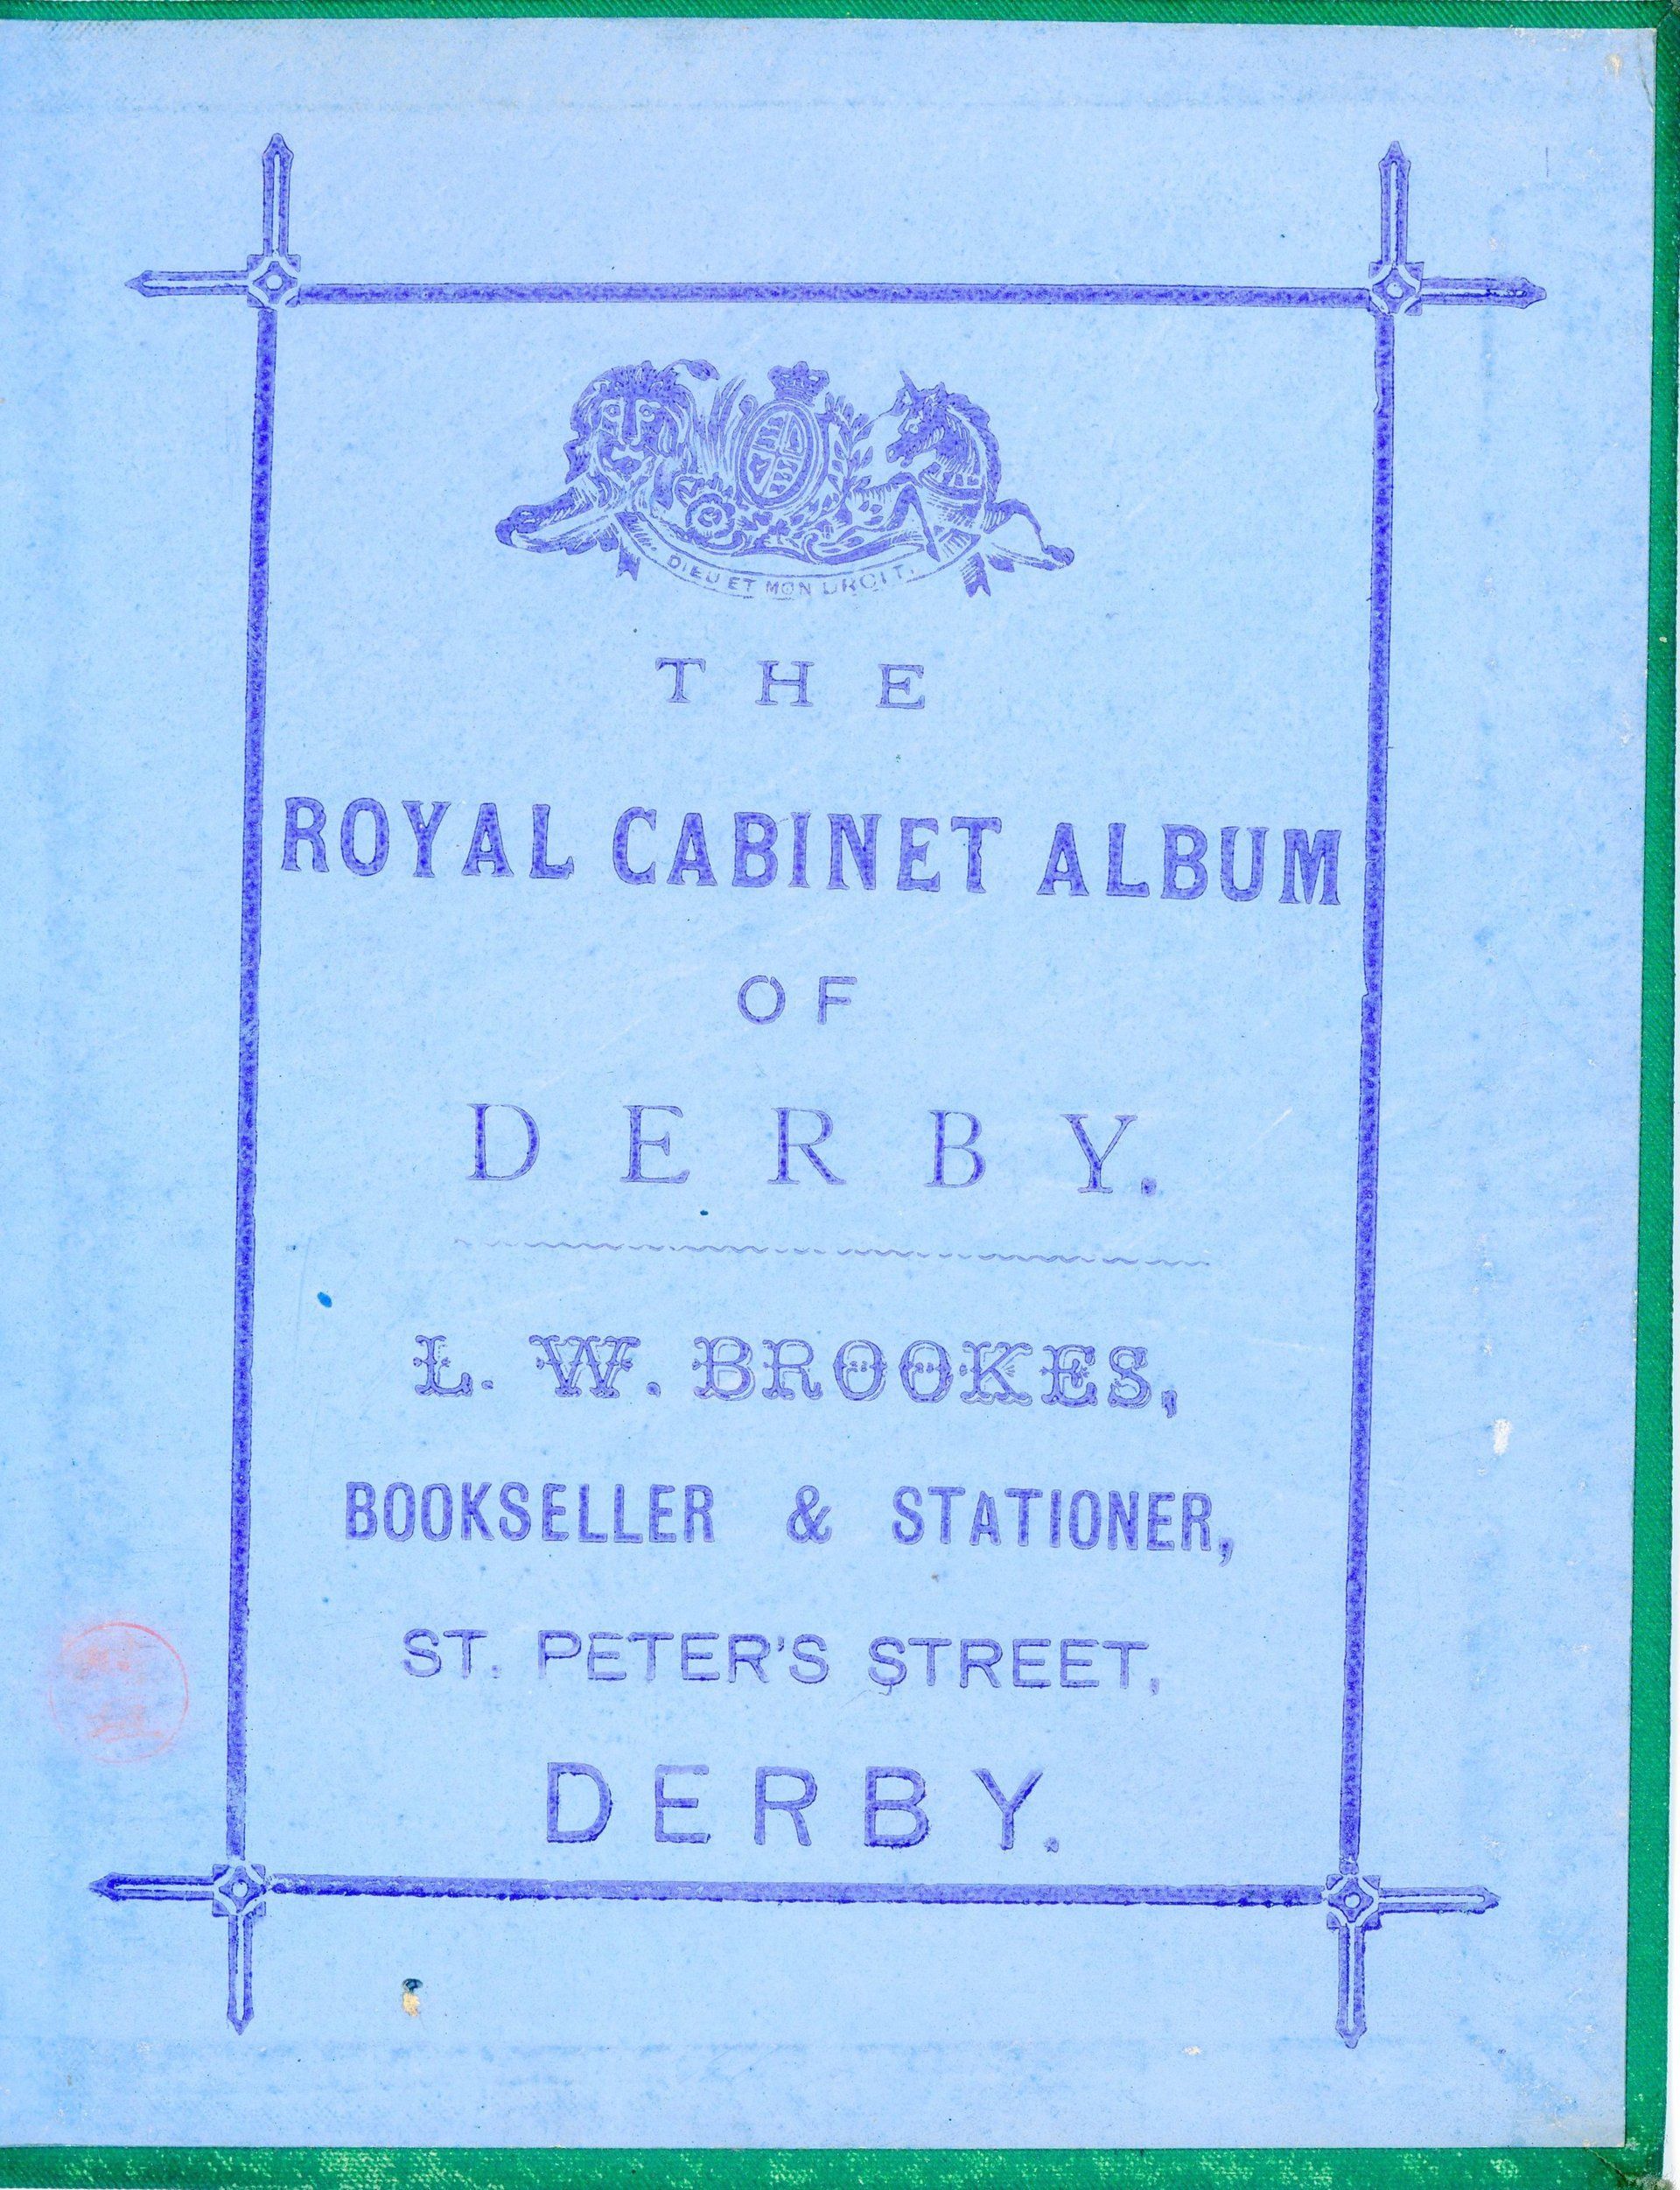 DIEU ET MON DROIT.
THE
ROYAL CABINET ALBUM
OF
DERBY.
L. W. BROOKES,
BOOKSELLER & STATIONER,
ST. PETER'S STREET,
DERBY.